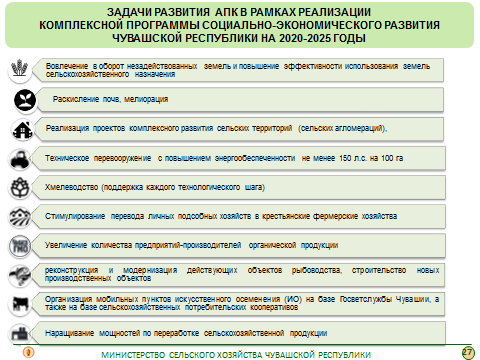 ЗАДАЧИ РАЗВИТИЯ АПК В РАМКАХ РЕАЛИЗАЦИИ
КОМПЛЕКСНОЙ ПРОГРАММЫ СОЦИАЛЬНО-ЭКОНОМИЧЕСКОГО РАЗВИТИЯ
ЧУВАШСКОЙ РЕСПУБЛИКИ НА 2020-2025 ГОДЫ
Вовлечение в оборот незадействованных земель и повышение эффективности использования земель
сельскохозяйственного назначения
Раскисление почв, мелиорация
Реализация проектов комплексного развития сельских территорий (сельских агломераций),
Техническое перевооружение с повышением энергообеспеченности не менее 150 л.с. на 100 га
Хмелеводство (поддержка каждого технологического шага)
Стимулирование перевода личных подсобных хозяйств в крестьянские фермерские хозяйства
Увеличение количества предприятий-производителей органической продукции
реконструкция и модернизация действующих объектов рыбоводства, строительство новых
производственных объектов
Организация мобильных пунктов искусственного осеменения (ИО) на базе Госветслужбы Чувашии, а
также на базе сельскохозяйственных потребительских кооперативов
Наращивание мощностей по переработке сельскохозяйственной продукции
МИНИСТЕРСТВО СЕЛЬСКОГО ХОЗЯЙСТВА ЧУВАШСКОЙ РЕСПУБЛИКИ
27